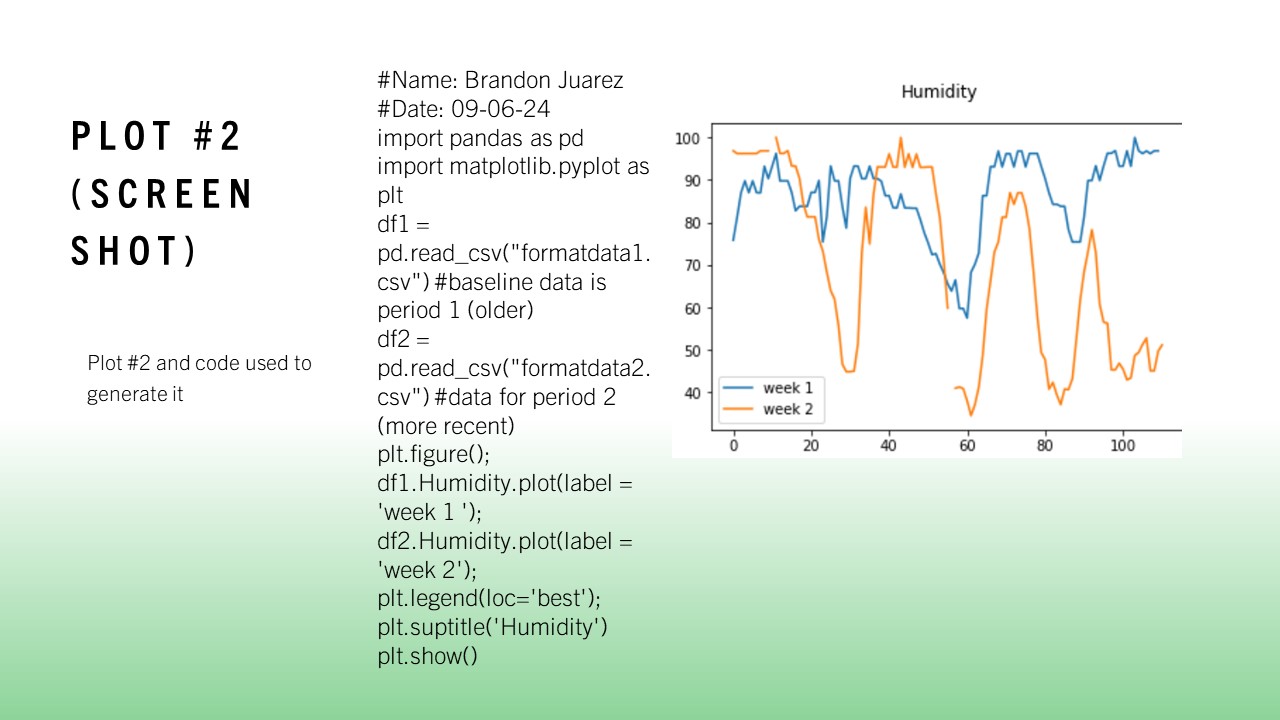 PLOT #2
(SCREEN
SHOT)
Plot #2 and code used to
generate it
#Name: Brandon Juarez
#Date: 09-06-24
import pandas as pd
import matplotlib.pyplot as
plt
df1 =
pd.read_csv("formatdata1.
csv") #baseline data is
period 1 (older)
df2 =
pd.read_csv("formatdata2.
csv") #data for period 2
(more recent)
plt.figure();
df1.Humidity.plot(label =
'week 1 ');
df2.Humidity.plot(label =
'week 2');
plt.legend(loc='best');
plt.suptitle('Humidity')
plt.show()
Humidity
100
90
80
70
60
50
40
week 1
week 2
0 20 40 60 80 100